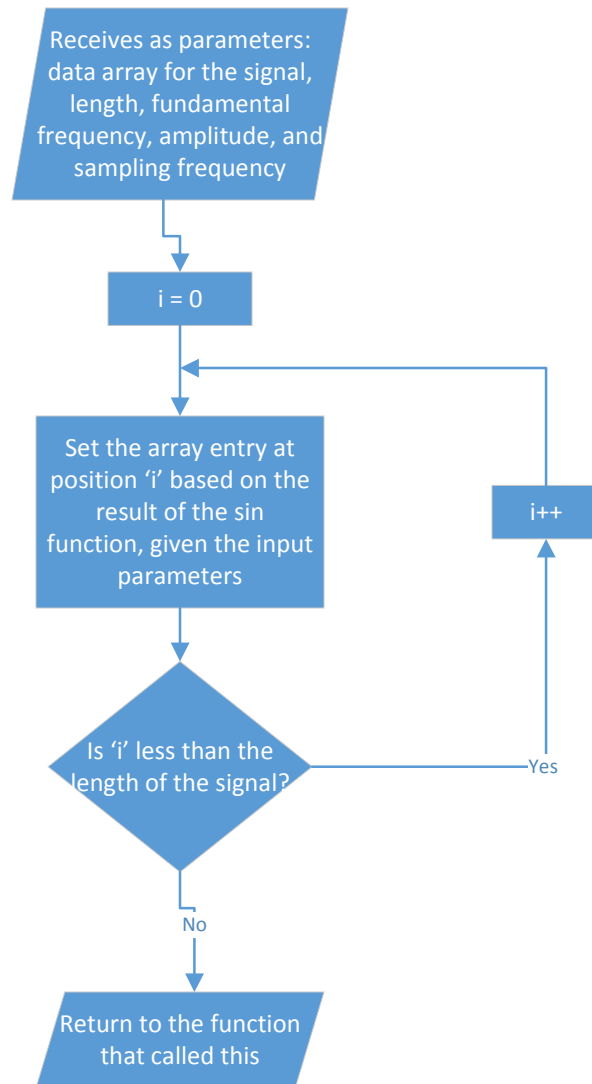 Receives as parameters:
data array for the signal,
length, fundamental
frequency, amplitude, and
sampling frequency
i = 0
Set the array entry at
position ‘i’ based on the
result of the sin
function, given the input
parameters
i++
Is ‘i’ less than the
length of the signal?
Yes
No
Return to the function
that called this